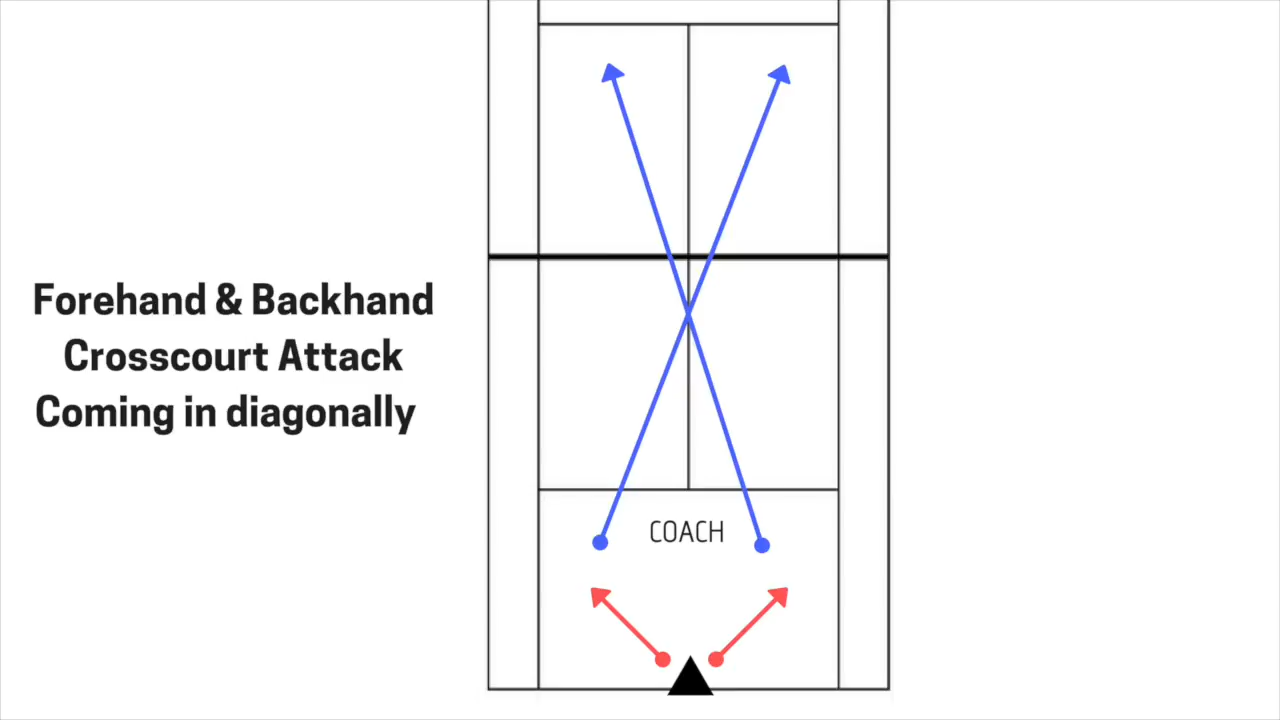 Forehand & Backhand
Crosscourt Attack
Coming in diagonally
COACH